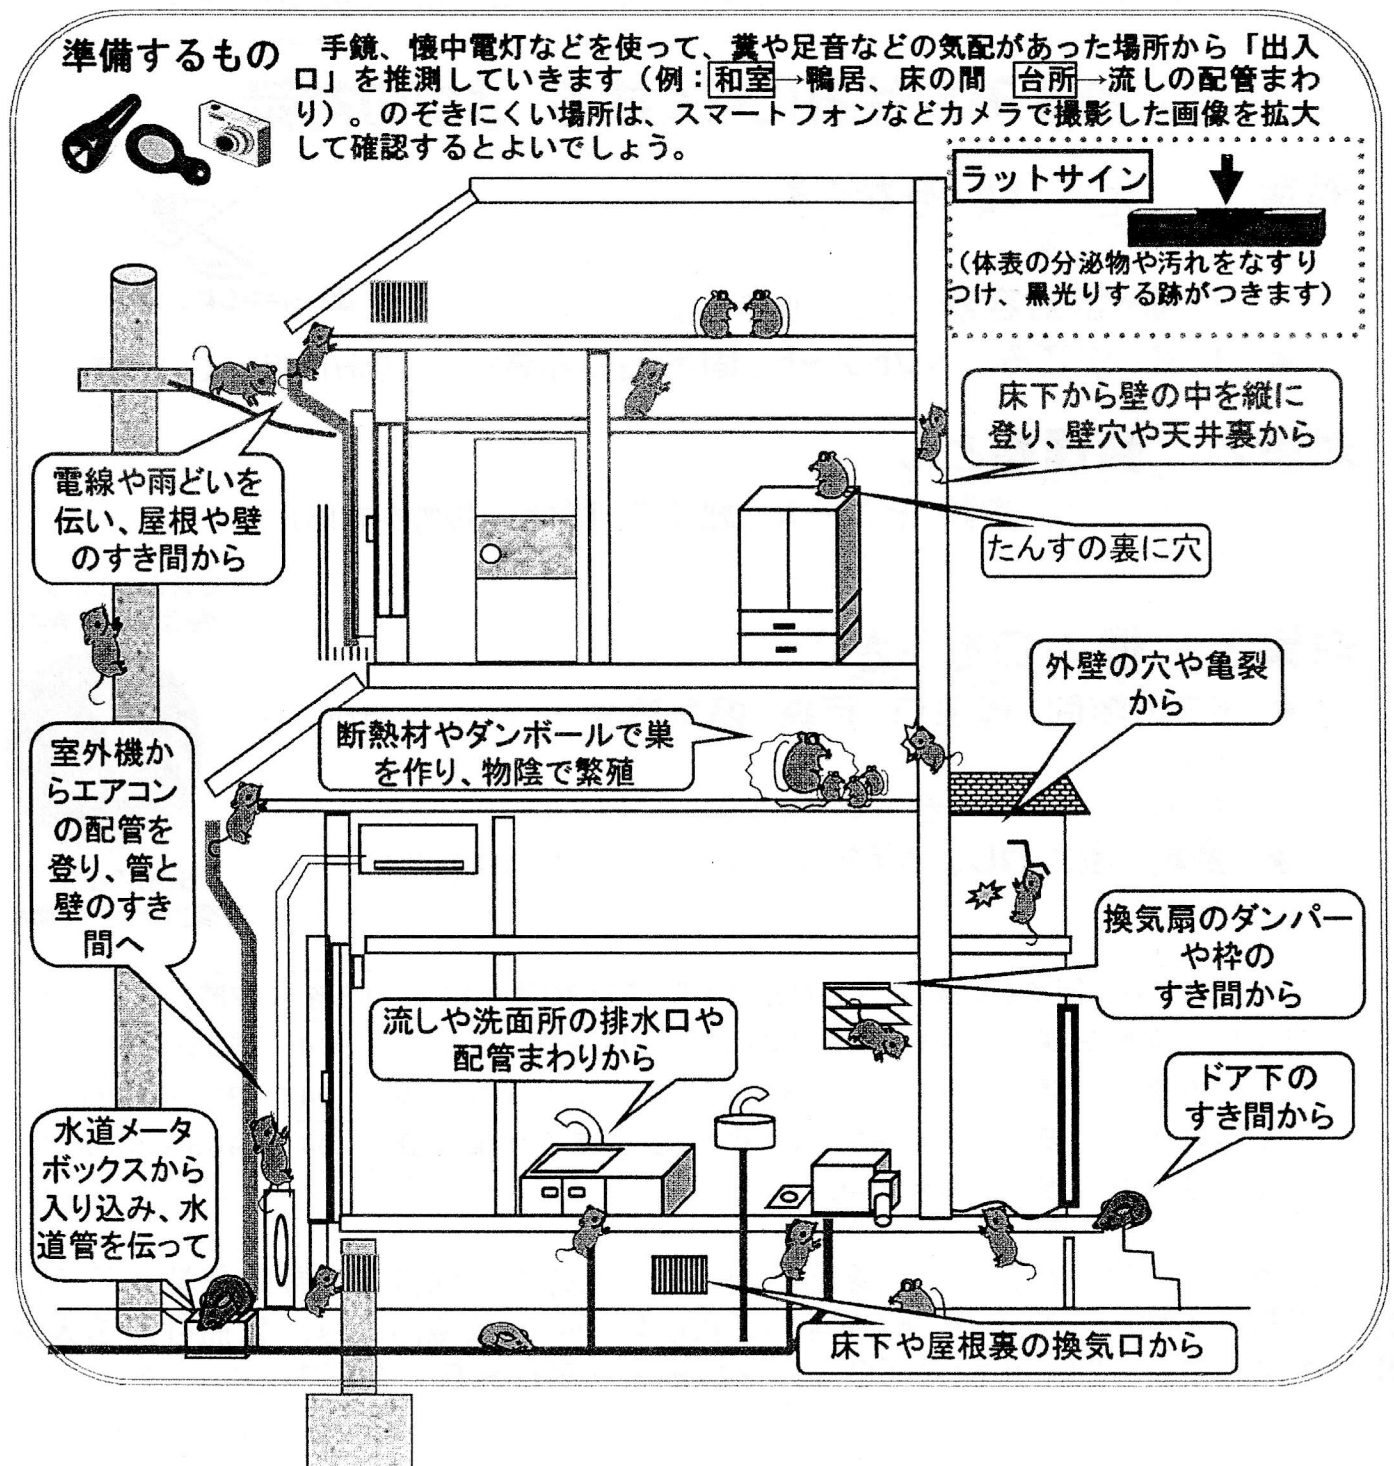 準備するもの
手鏡、懐中電灯などを使って、糞や足音などの気配があった場所から「出入
口」を推測していきます（例：和室→鴨居、床の間　台所→流しの配管まわ
り）。のぞきにくい場所は、スマートフォンなどカメラで撮影した画像を拡大
して確認するとよいでしょう。
ラットサイン
（体表の分泌物や汚れをなすり
つけ、黒光りする跡がつきます）
床下から壁の中を縦に
登り、壁穴や天井裏から
電線や雨どいを
伝い、屋根や壁
のすき間から
たんすの裏に穴
外壁の穴や亀裂
から
断熱材やダンボールで巣
を作り、物陰で繁殖
室外機か
らエアコン
の配管を
登り、管と
壁のすき
間へ
換気扇のダンパー
や枠の
すき間から
流しや洗面所の排水口や
配管まわりから
ドア下の
すき間から
水道メータ
ボックスから
入り込み、水
道管を伝って
床下や屋根裏の換気口から